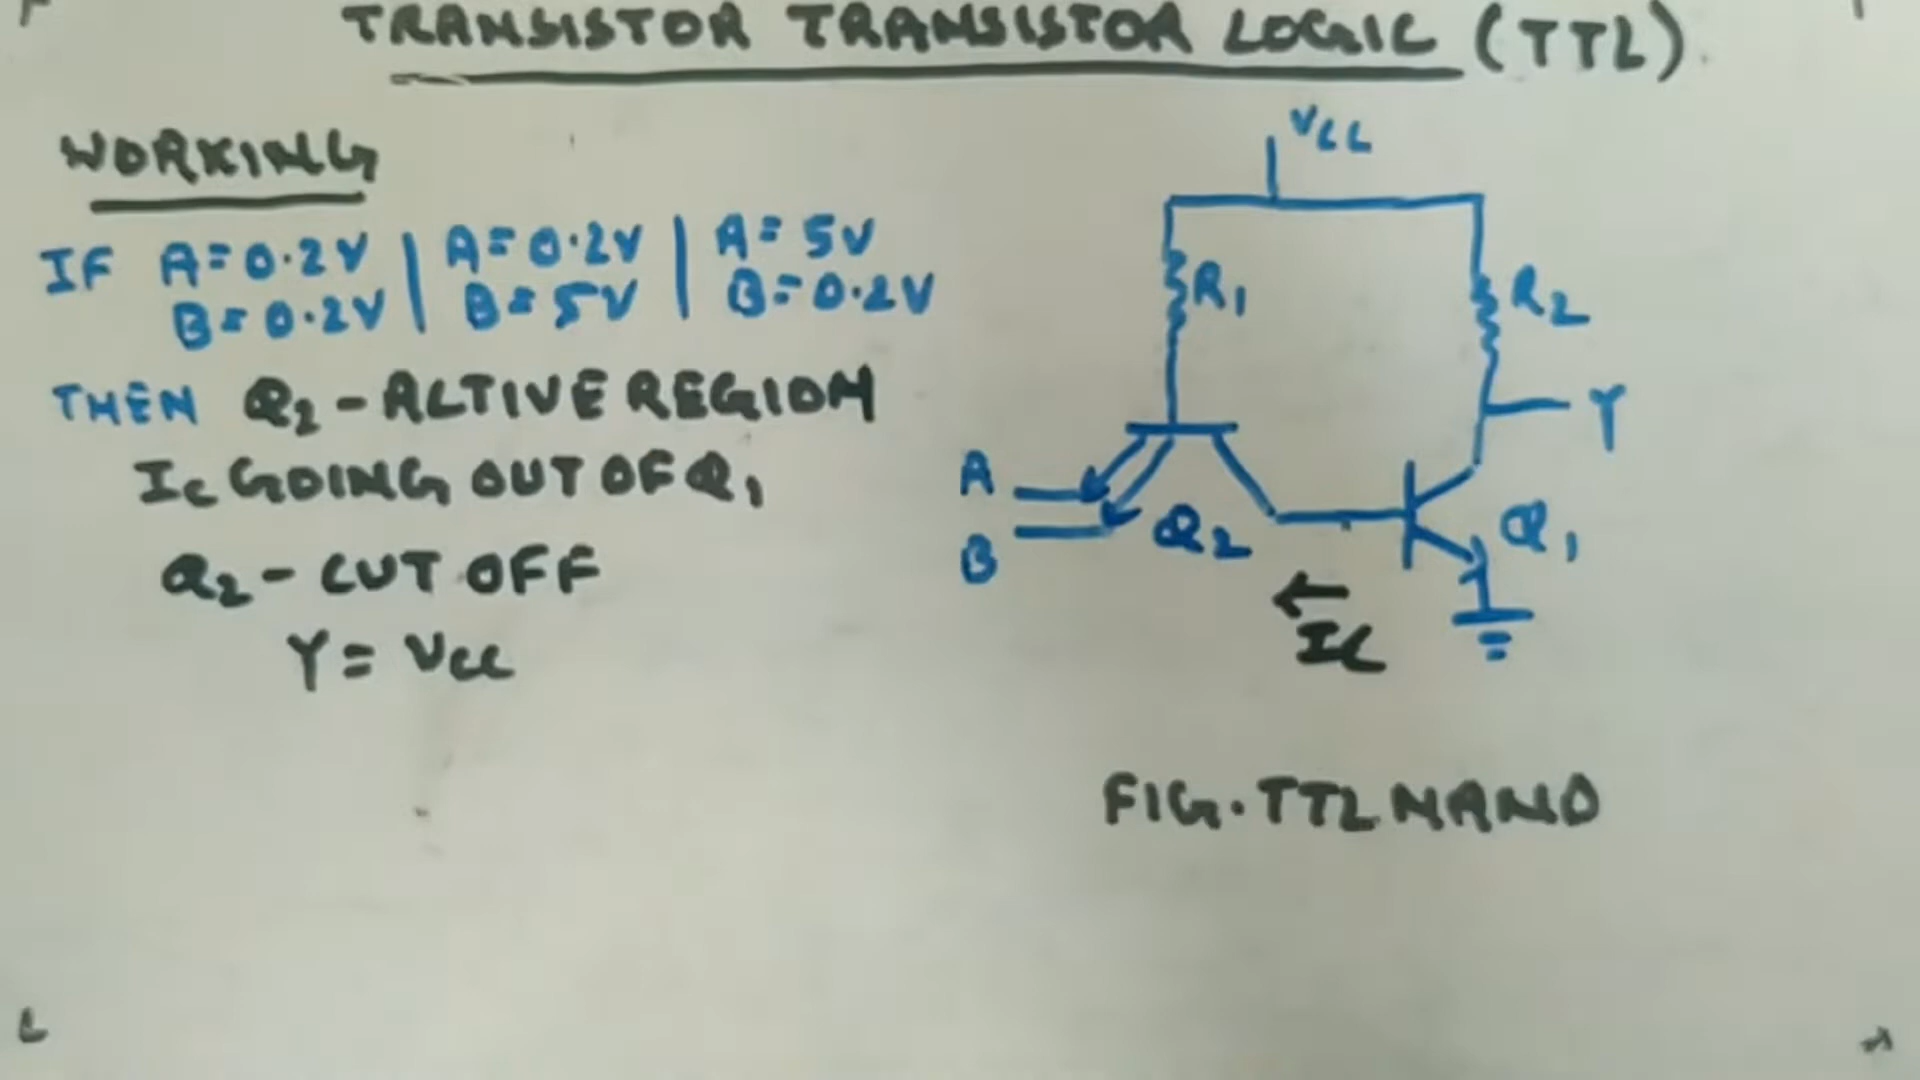 TRANSISTOR TRANSISTOR LOGIC (TTL)
WORKING
IF A=0.2V | A=0.2V | A=5V
B=0.2V | B=5V | B=0.2V
THEN Q2-ACTIVE REGION
IC GOING OUT OF Q1
Q2-CUT OFF
Y=VCC
VCC
R1
R2
Y
A
B
Q2
Q1
IC
FIG. TTL NAND